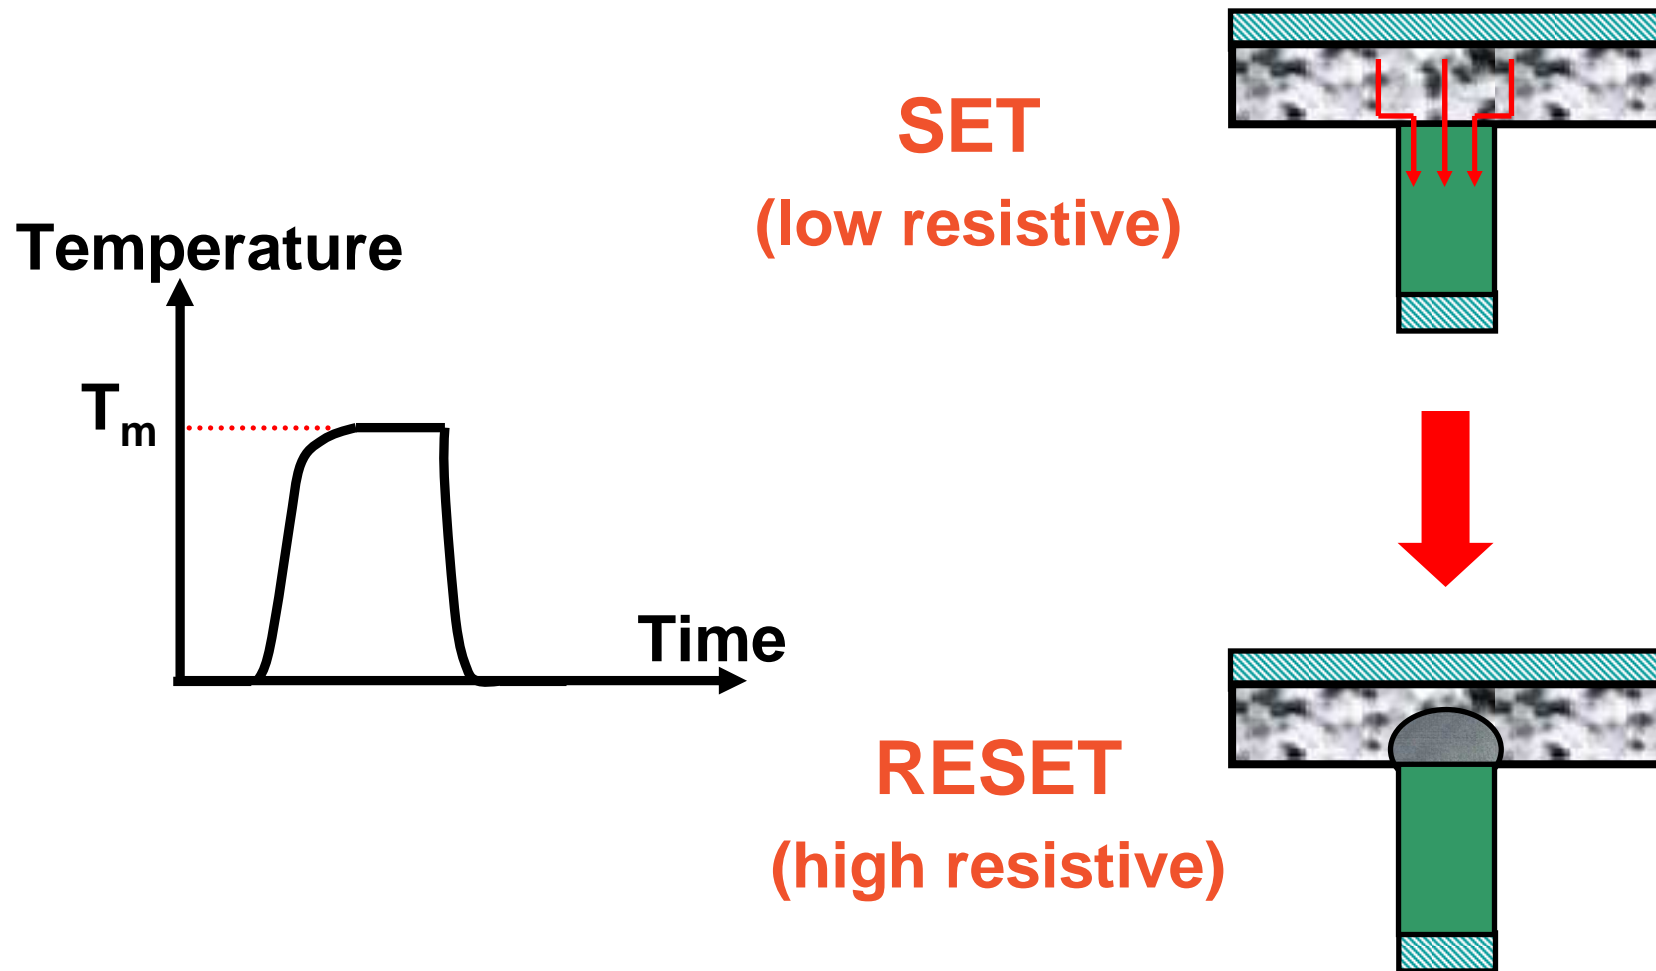 SET
(low resistive)
Temperature
Tm
Time
RESET
(high resistive)